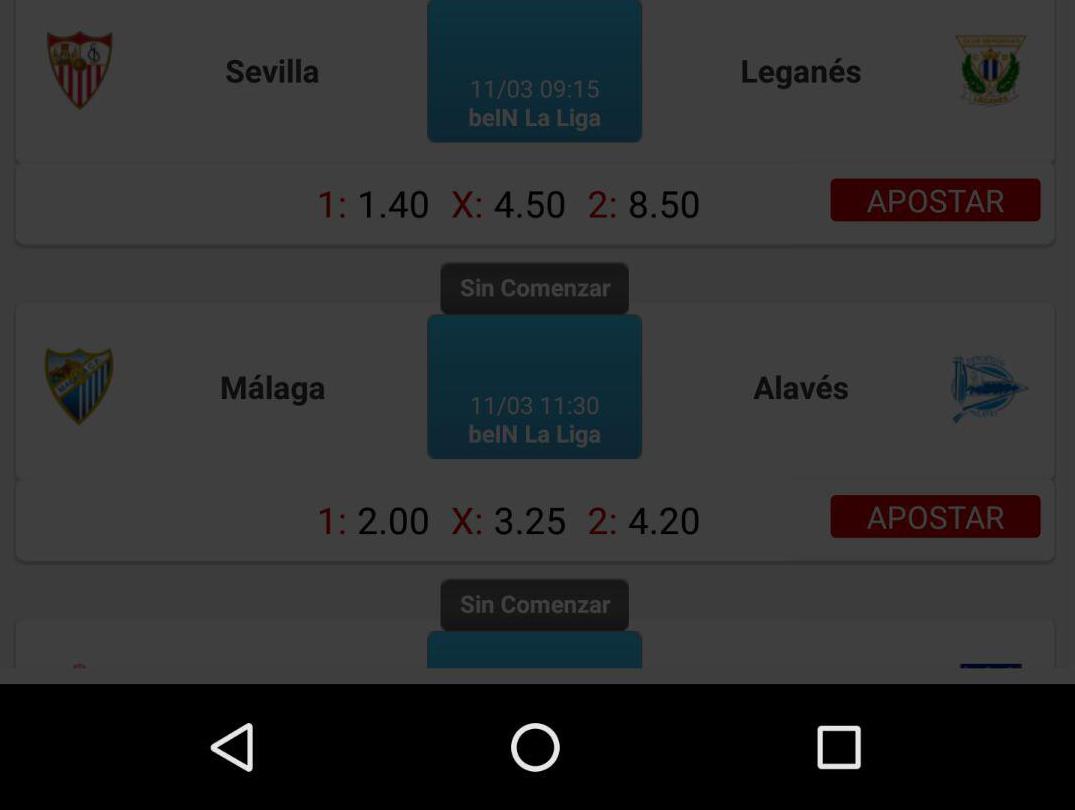 Sevilla
11/03 09:15
beIN La Liga
Leganés
1: 1.40 X: 4.50 2: 8.50
APOSTAR
Sin Comenzar
Málaga
11/03 11:30
beIN La Liga
Alavés
1: 2.00 X: 3.25 2: 4.20
APOSTAR
Sin Comenzar